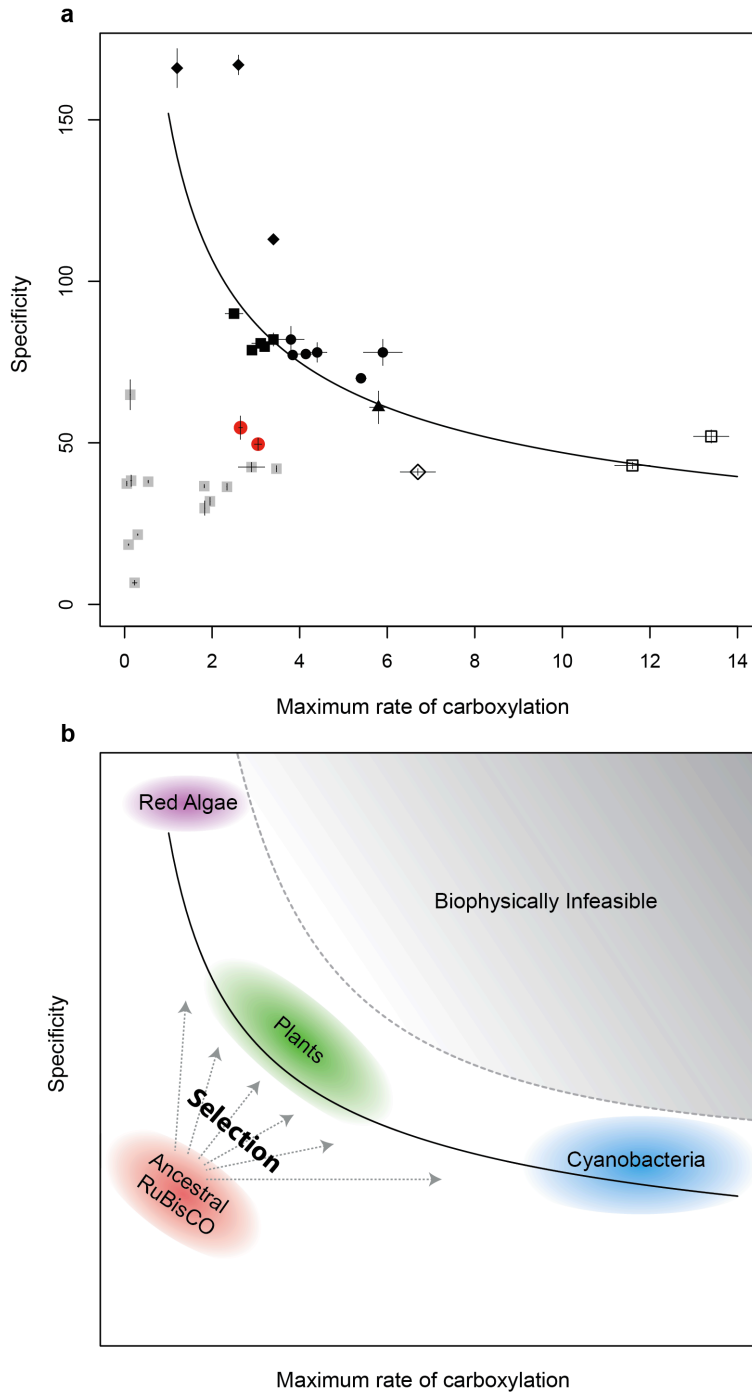 a
150
100
50
0
Specificity
0 2 4 6 8 10 12 14
Maximum rate of carboxylation
b
Red Algae
Biophysically Infeasible
Plants
Specificity
Selection
Ancestral
RuBisCO
Cyanobacteria
Maximum rate of carboxylation